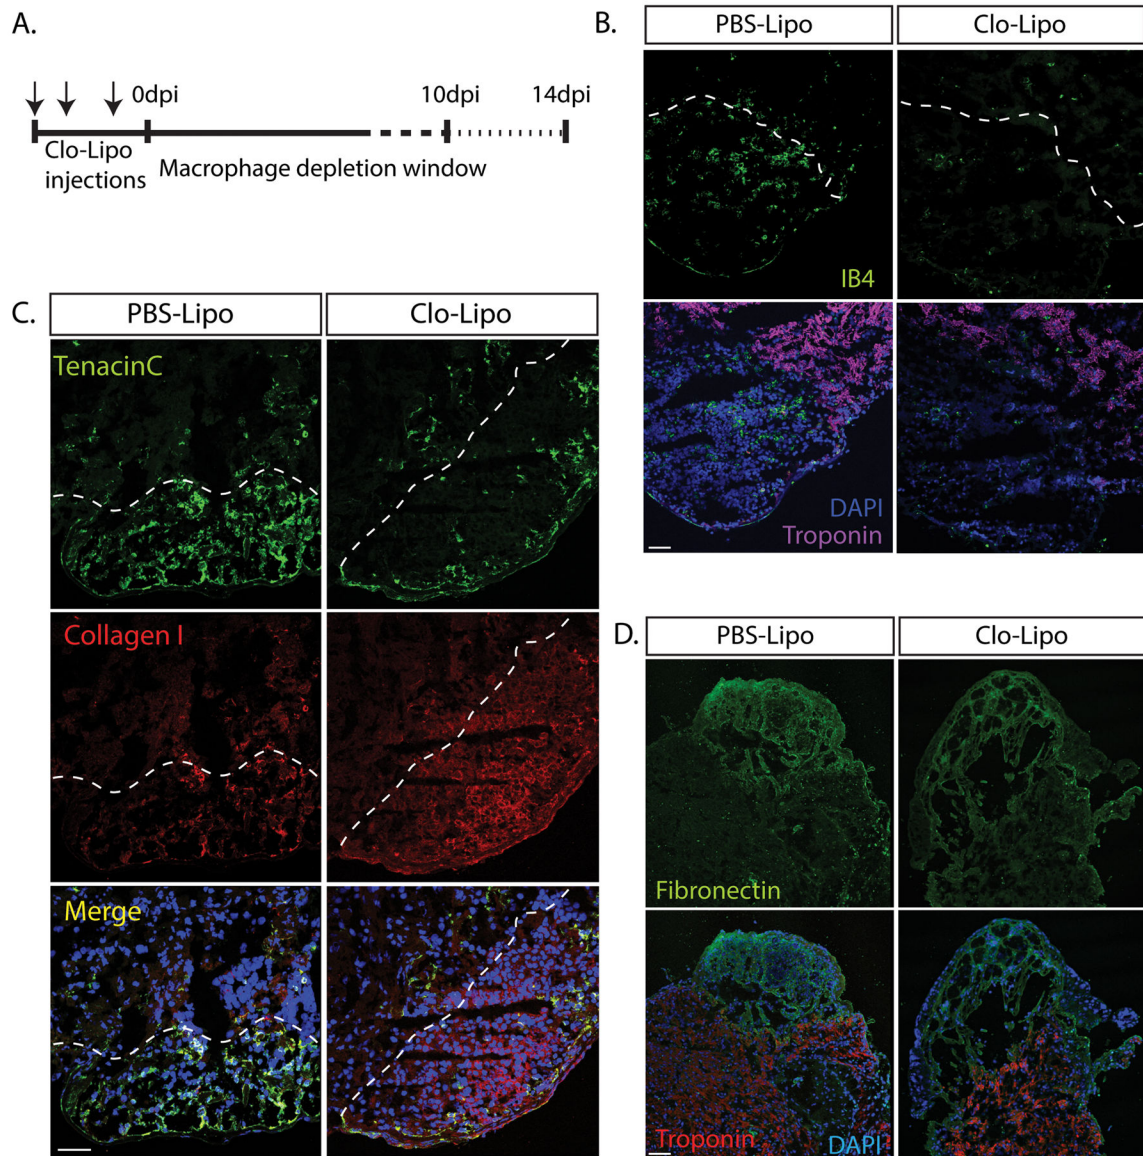 A.
0dpi
10dpi
14dpi
Clo-Lipo
injections
Macrophage depletion window
B.
PBS-Lipo
Clo-Lipo
IB4
DAPI
Troponin
C.
PBS-Lipo
Clo-Lipo
TenacinC
Collagen I
Merge
D.
PBS-Lipo
Clo-Lipo
Fibronectin
Troponin
DAPI